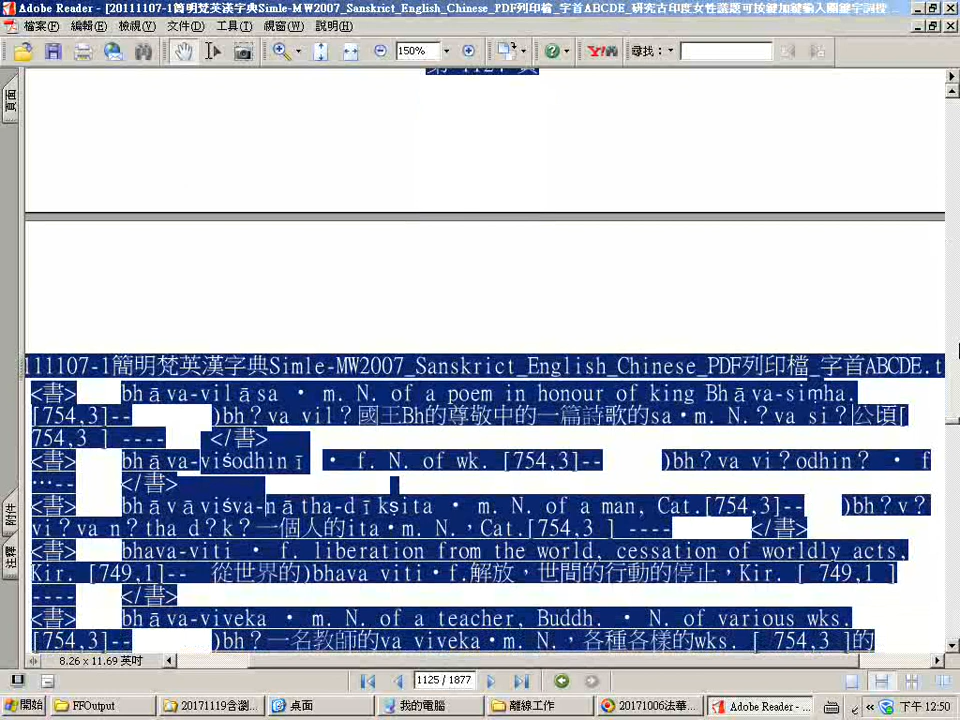 Adobe Reader - [20111107-1簡明梵英漢字典Simle-MW2007_Sanskrict_English_Chinese_PDF列印檔_字首ABCDE_研究古印度女性議題可按鍵加鍵輸入關鍵字詞搜
檔案(F) 編輯(E) 檢視(V) 文件(D) 工具(T) 視窗(W) 說明(H)
150% 尋找：
頁面
111107-1簡明梵英漢字典Simle-MW2007_Sanskrict_English_Chinese_PDF列印檔_字首ABCDE.t
<書> bhāva-vilāsa ‧ m. N. of a poem in honour of king Bhāva-siṃha.
[754,3]-- )bh？va vil？國王Bh的尊敬中的一篇詩歌的sa‧m. N.？va si？公頃[
754,3 ] ---- </書>
<書> bhāva-viśodhinī ‧ f. N. of wk. [754,3]-- )bh？va vi？odhin？ ‧ f
…-- </書>
<書> bhāvāviśva-nātha-dīkṣita ‧ m. N. of a man, Cat.[754,3]-- )bh？v？
vi？va n？tha d？k？一個人的ita‧m. N.，Cat.[754,3 ] ---- </書>
<書> bhava-viti ‧ f. liberation from the world, cessation of worldly acts,
Kir. [749,1]-- 從世界的)bhava viti‧f.解放，世間的行動的停止，Kir. [ 749,1 ]
---- </書>
<書> bhāva-viveka ‧ m. N. of a teacher, Buddh. ‧ N. of various wks.
[754,3]-- )bh？一名教師的va viveka‧m. N.，各種各樣的wks. [ 754,3 ]的
附件
注釋
8.26 x 11.69 英吋
1125 / 1877
開始 FFOutput 20171119含瀏... 桌面 我的電腦 離線工作 20171006法華... Adobe Reader - ... 下午 12:50